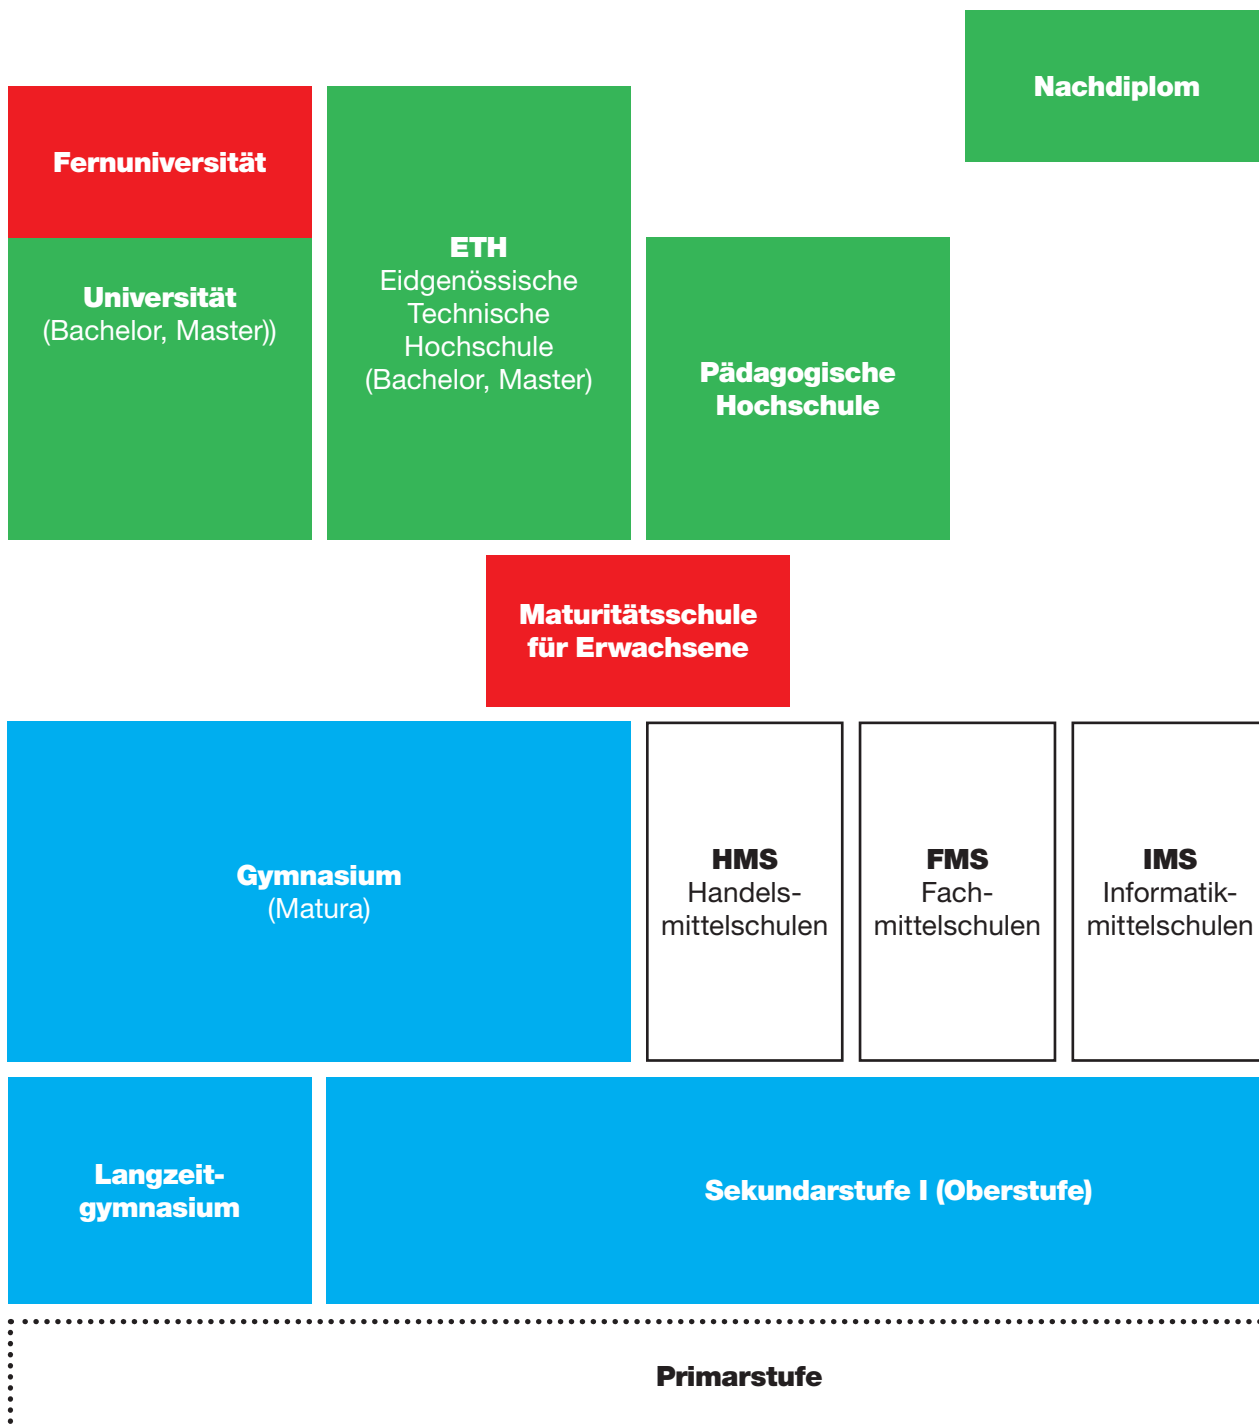 Nachdiplom
Fernuniversität
ETH
Eidgenössische
Technische
Hochschule
(Bachelor, Master)
Universität
(Bachelor, Master))
Pädagogische
Hochschule
Maturitätsschule
für Erwachsene
Gymnasium
(Matura)
HMS
Handels-
mittelschulen
FMS
Fach-
mittelschulen
IMS
Informatik-
mittelschulen
Langzeit-
gymnasium
Sekundarstufe I (Oberstufe)
Primarstufe